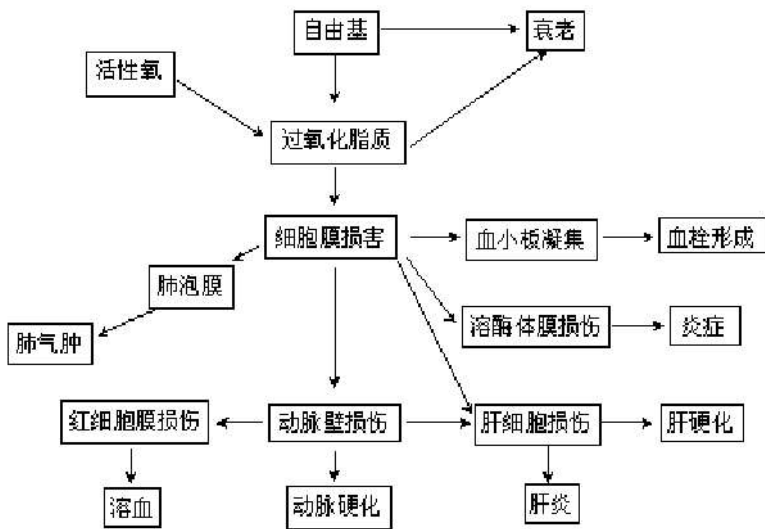 自由基
衰老
活性氧
过氧化脂质
细胞膜损害
血小板凝集
血栓形成
肺泡膜
溶酶体膜损伤
炎症
肺气肿
红细胞膜损伤
动脉壁损伤
肝细胞损伤
肝硬化
溶血
动脉硬化
肝炎